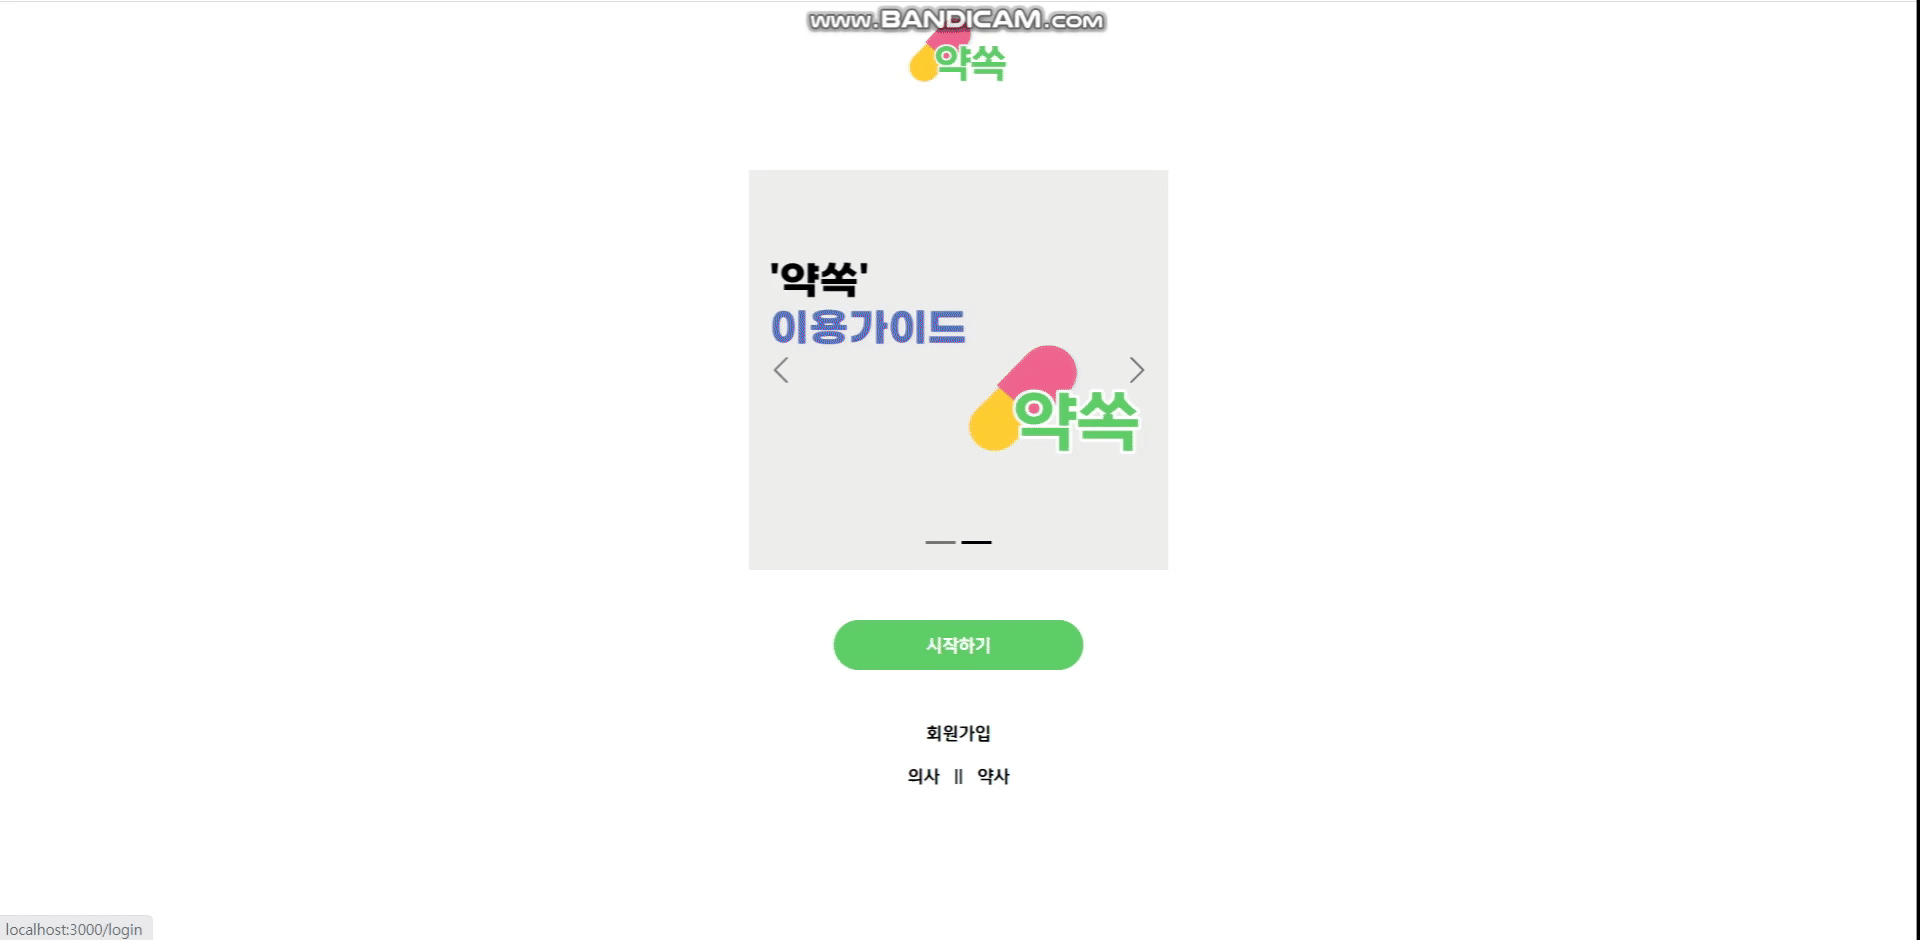 www.BANDICAM.com
약쏙
'약쏙'
이용가이드
약쏙
시작하기
회원가입
의사 || 약사
localhost:3000/login